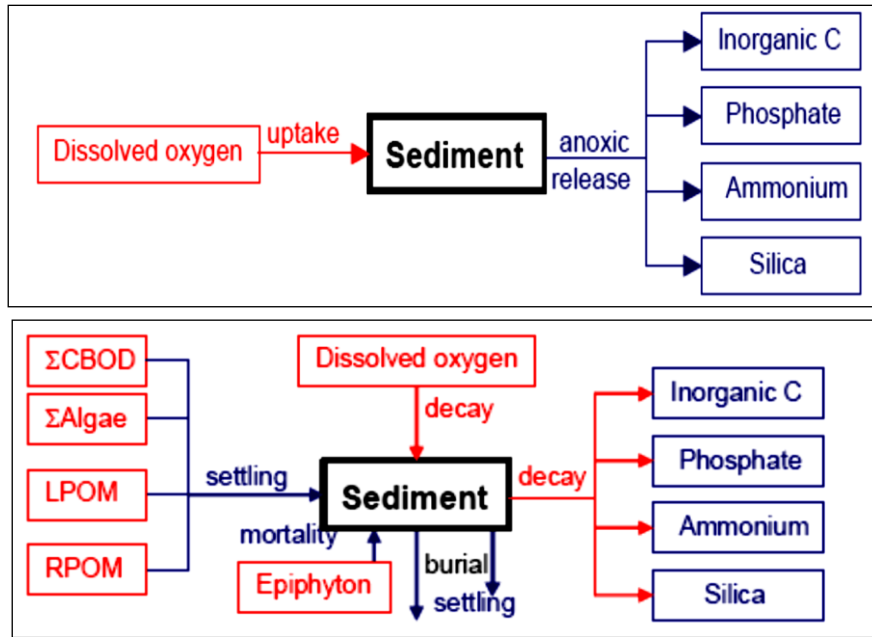 Inorganic C
Phosphate
Dissolved oxygen
uptake
Sediment
anoxic
release
Ammonium
Silica
ΣCBOD
Dissolved oxygen
ΣAlgae
decay
Inorganic C
Phosphate
LPOM
settling
Sediment
decay
mortality
Ammonium
RPOM
Epiphyton
burial
settling
Silica